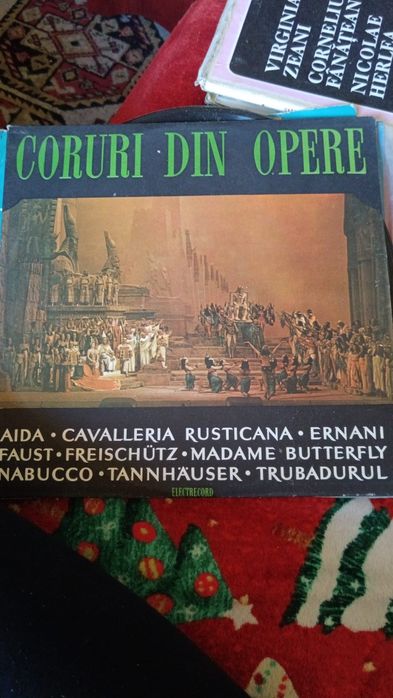 VIRGINIA
ZEANI
CORNELIU
FÂNĂȚEAN
NICOLAE
HERLEA
CORURI DIN OPERE
AIDA · CAVALLERIA RUSTICANA · ERNANI
FAUST · FREISCHÜTZ · MADAME BUTTERFLY
NABUCCO · TANNHÄUSER · TRUBADURUL
ELECTRECORD